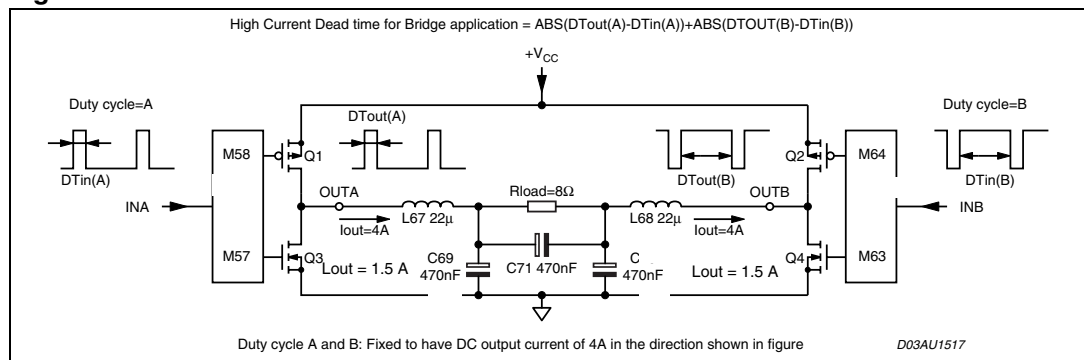 High Current Dead time for Bridge application = ABS(DTout(A)-DTin(A))+ABS(DTOUT(B)-DTin(B))
+VCC
Duty cycle=A
Duty cycle=B
DTout(A)
M58
Q1
Q2
M64
DTin(A)
DTout(B)
DTin(B)
OUTA
Rload=8Ω
OUTB
INA
L67 22µ
L68 22µ
INB
Iout=4A
Iout=4A
M57
Q3
Lout = 1.5 A
C69
470nF
C71 470nF
C
470nF
Lout = 1.5 A
Q4
M63
Duty cycle A and B: Fixed to have DC output current of 4A in the direction shown in figure
D03AU1517